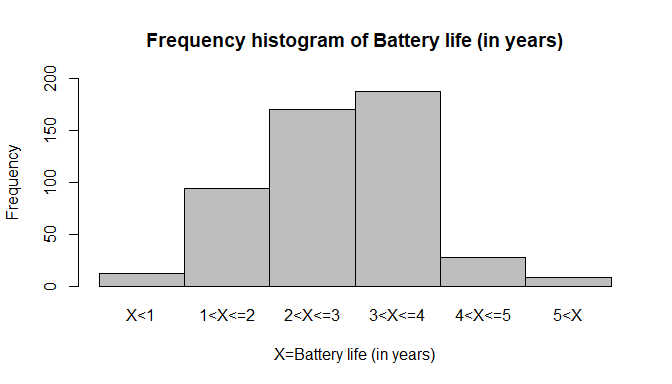 Frequency histogram of Battery life (in years)
Frequency
200
150
100
50
0
X<1 1<X<=2 2<X<=3 3<X<=4 4<X<=5 5<X
X=Battery life (in years)